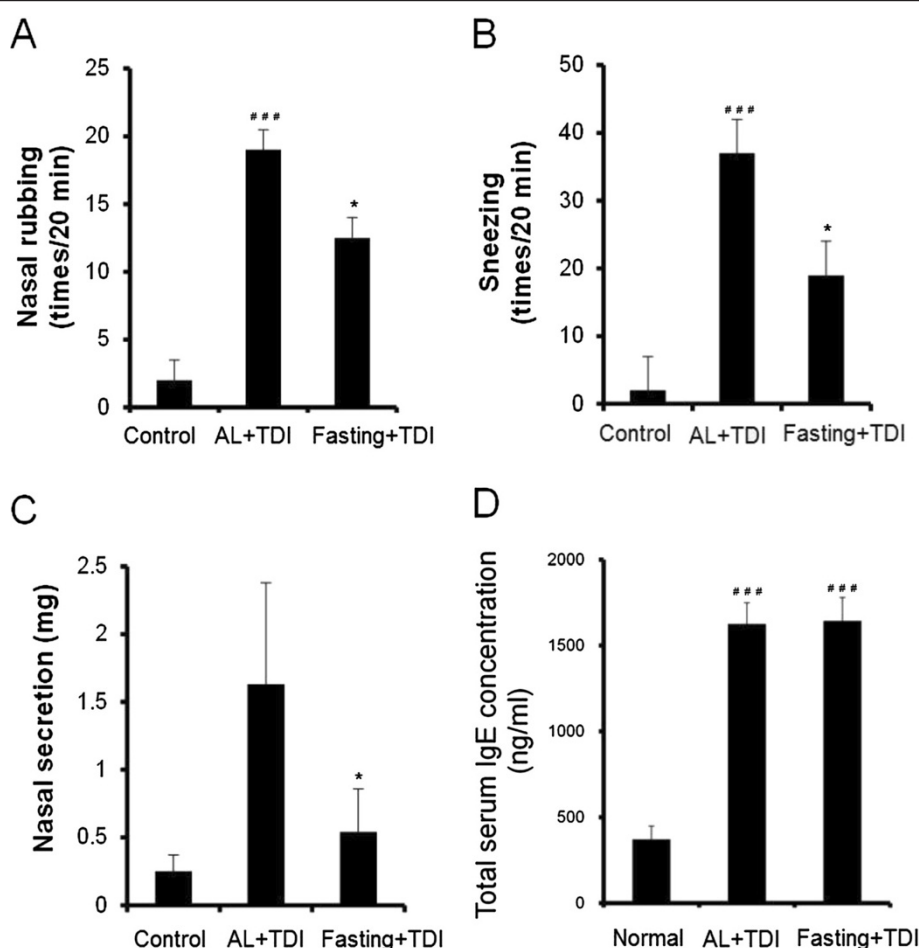 A
Nasal rubbing
(times/20 min)
25
20
15
10
5
0
# # #
*
Control AL+TDI Fasting+TDI
B
Sneezing
(times/20 min)
50
40
30
20
10
0
# # #
*
Control AL+TDI Fasting+TDI
C
Nasal secretion (mg)
2.5
2
1.5
1
0.5
0
*
Control AL+TDI Fasting+TDI
D
Total serum IgE concentration
(ng/ml)
2000
1500
1000
500
0
# # #
# # #
Normal AL+TDI Fasting+TDI